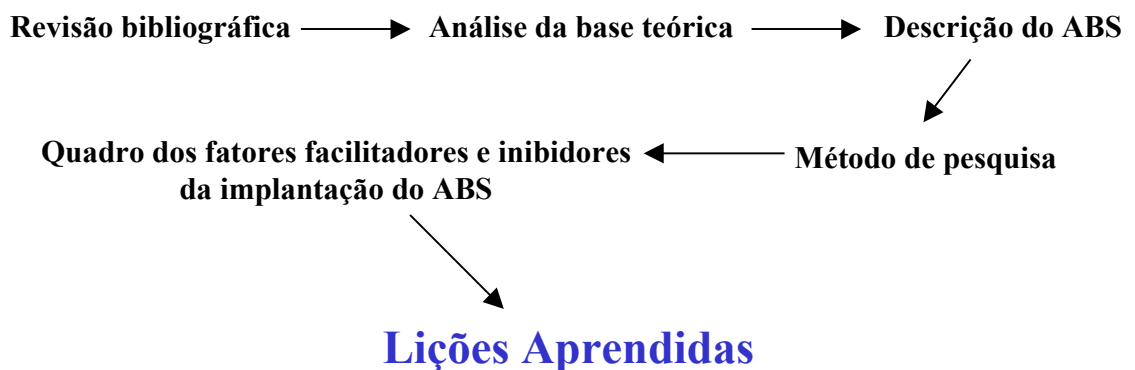 Revisão bibliográfica
Análise da base teórica
Descrição do ABS
Método de pesquisa
Quadro dos fatores facilitadores e inibidores
da implantação do ABS
Lições Aprendidas